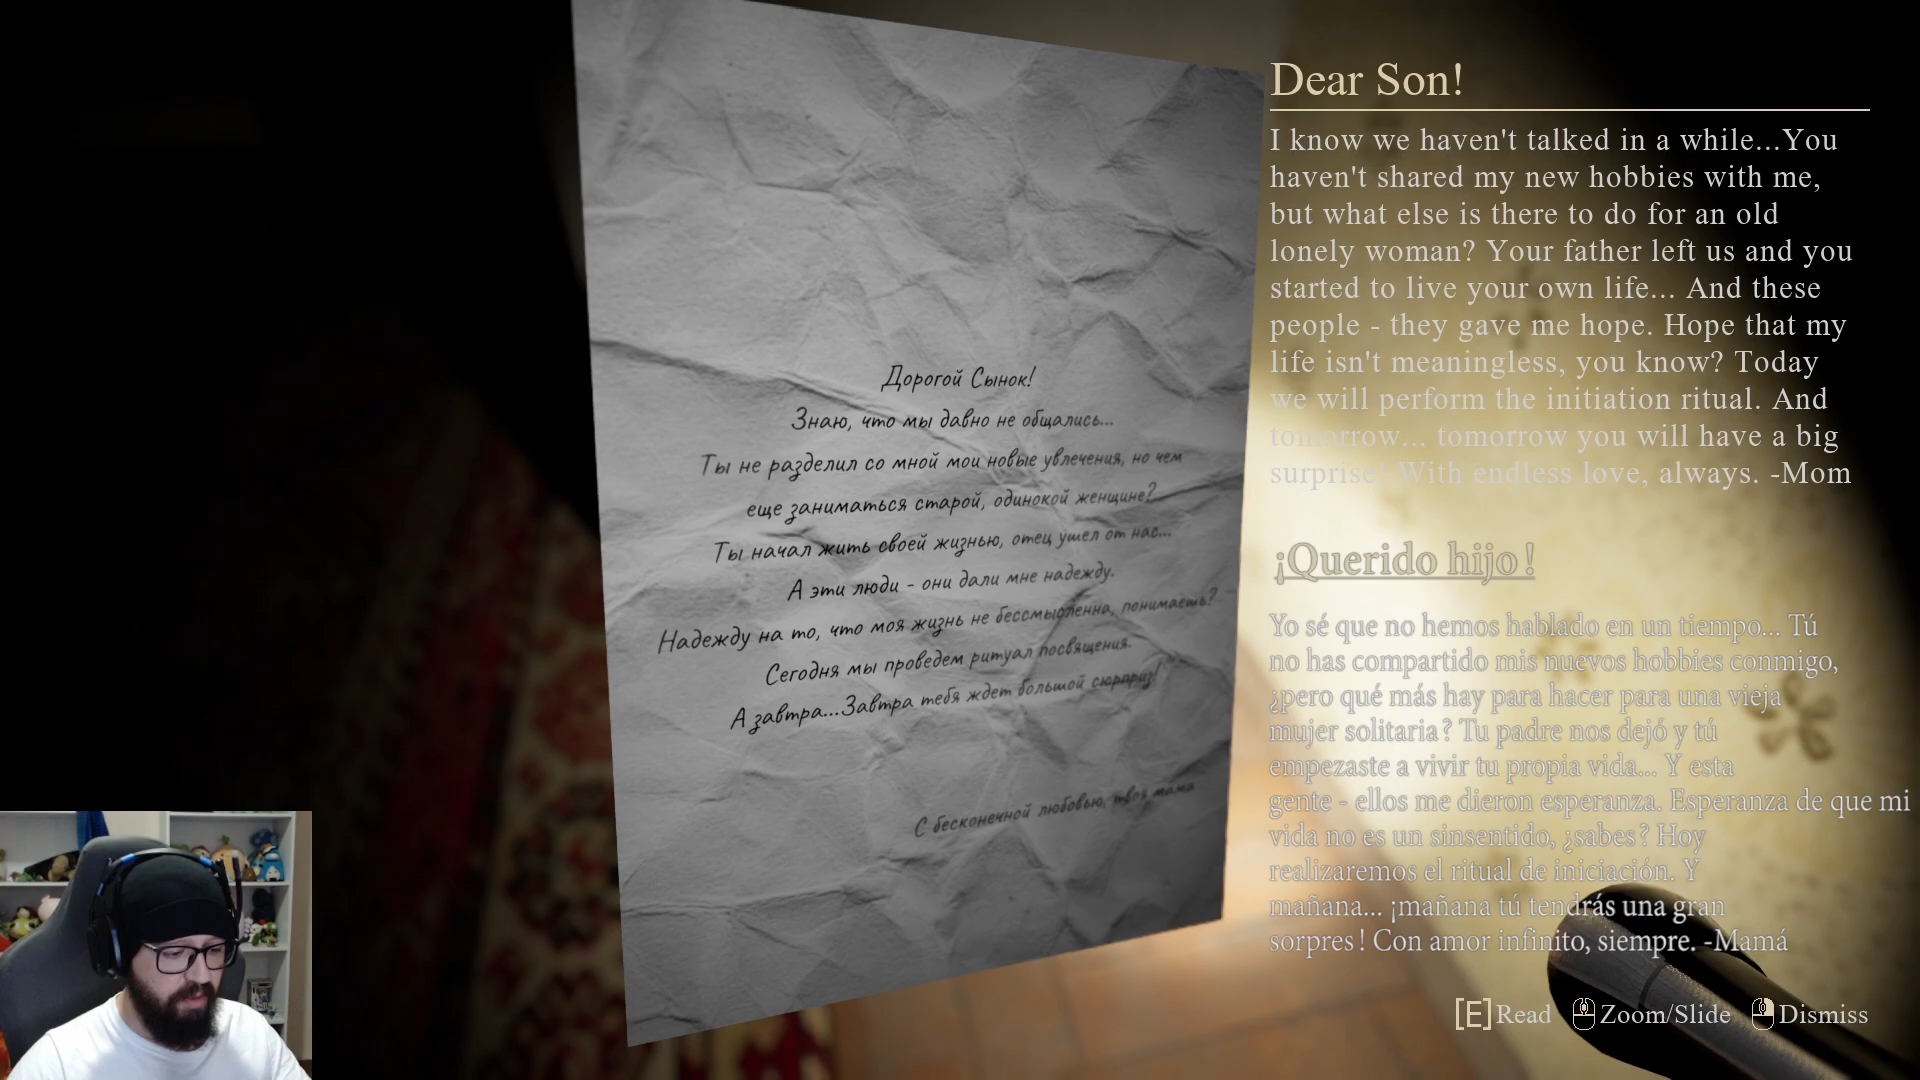 Дорогой Сынок!
Знаю, что мы давно не общались...
Ты не разделил со мной мои новые увлечения, но чем
еще заниматься старой, одинокой женщине?
Ты начал жить своей жизнью, отец ушел от нас...
А эти люди - они дали мне надежду.
Надежду на то, что моя жизнь не бессмысленна, понимаешь?
Сегодня мы проведем ритуал посвящения.
А завтра...Завтра тебя ждет большой сюрприз!
С бесконечной любовью, твоя мама
Dear Son!
I know we haven't talked in a while...You
haven't shared my new hobbies with me,
but what else is there to do for an old
lonely woman? Your father left us and you
started to live your own life... And these
people - they gave me hope. Hope that my
life isn't meaningless, you know? Today
we will perform the initiation ritual. And
tomorrow... tomorrow you will have a big
surprise! With endless love, always. -Mom
¡Querido hijo!
Yo sé que no hemos hablado en un tiempo... Tú
no has compartido mis nuevos hobbies conmigo,
¿pero qué más hay para hacer para una vieja
mujer solitaria? Tu padre nos dejó y tú
empezaste a vivir tu propia vida... Y esta
gente - ellos me dieron esperanza. Esperanza de que mi
vida no es un sinsentido, ¿sabes? Hoy
realizaremos el ritual de iniciación. Y
mañana... ¡mañana tú tendrás una gran
sorpres! Con amor infinito, siempre. -Mamá
[E] Read Zoom/Slide Dismiss